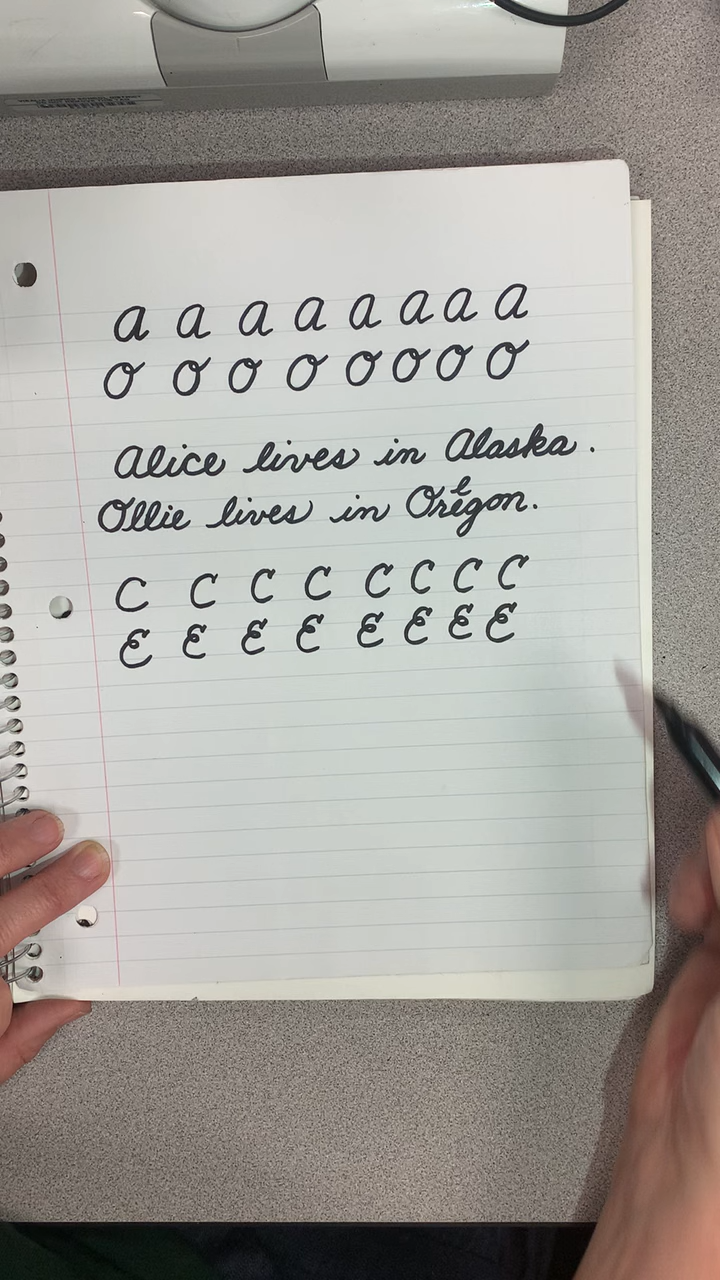 a a a a a a a a
O O O O O O O O
Alice lives in Alaska.
Ollie lives in Oregon.
C C C C C C C C
E E E E E E E E